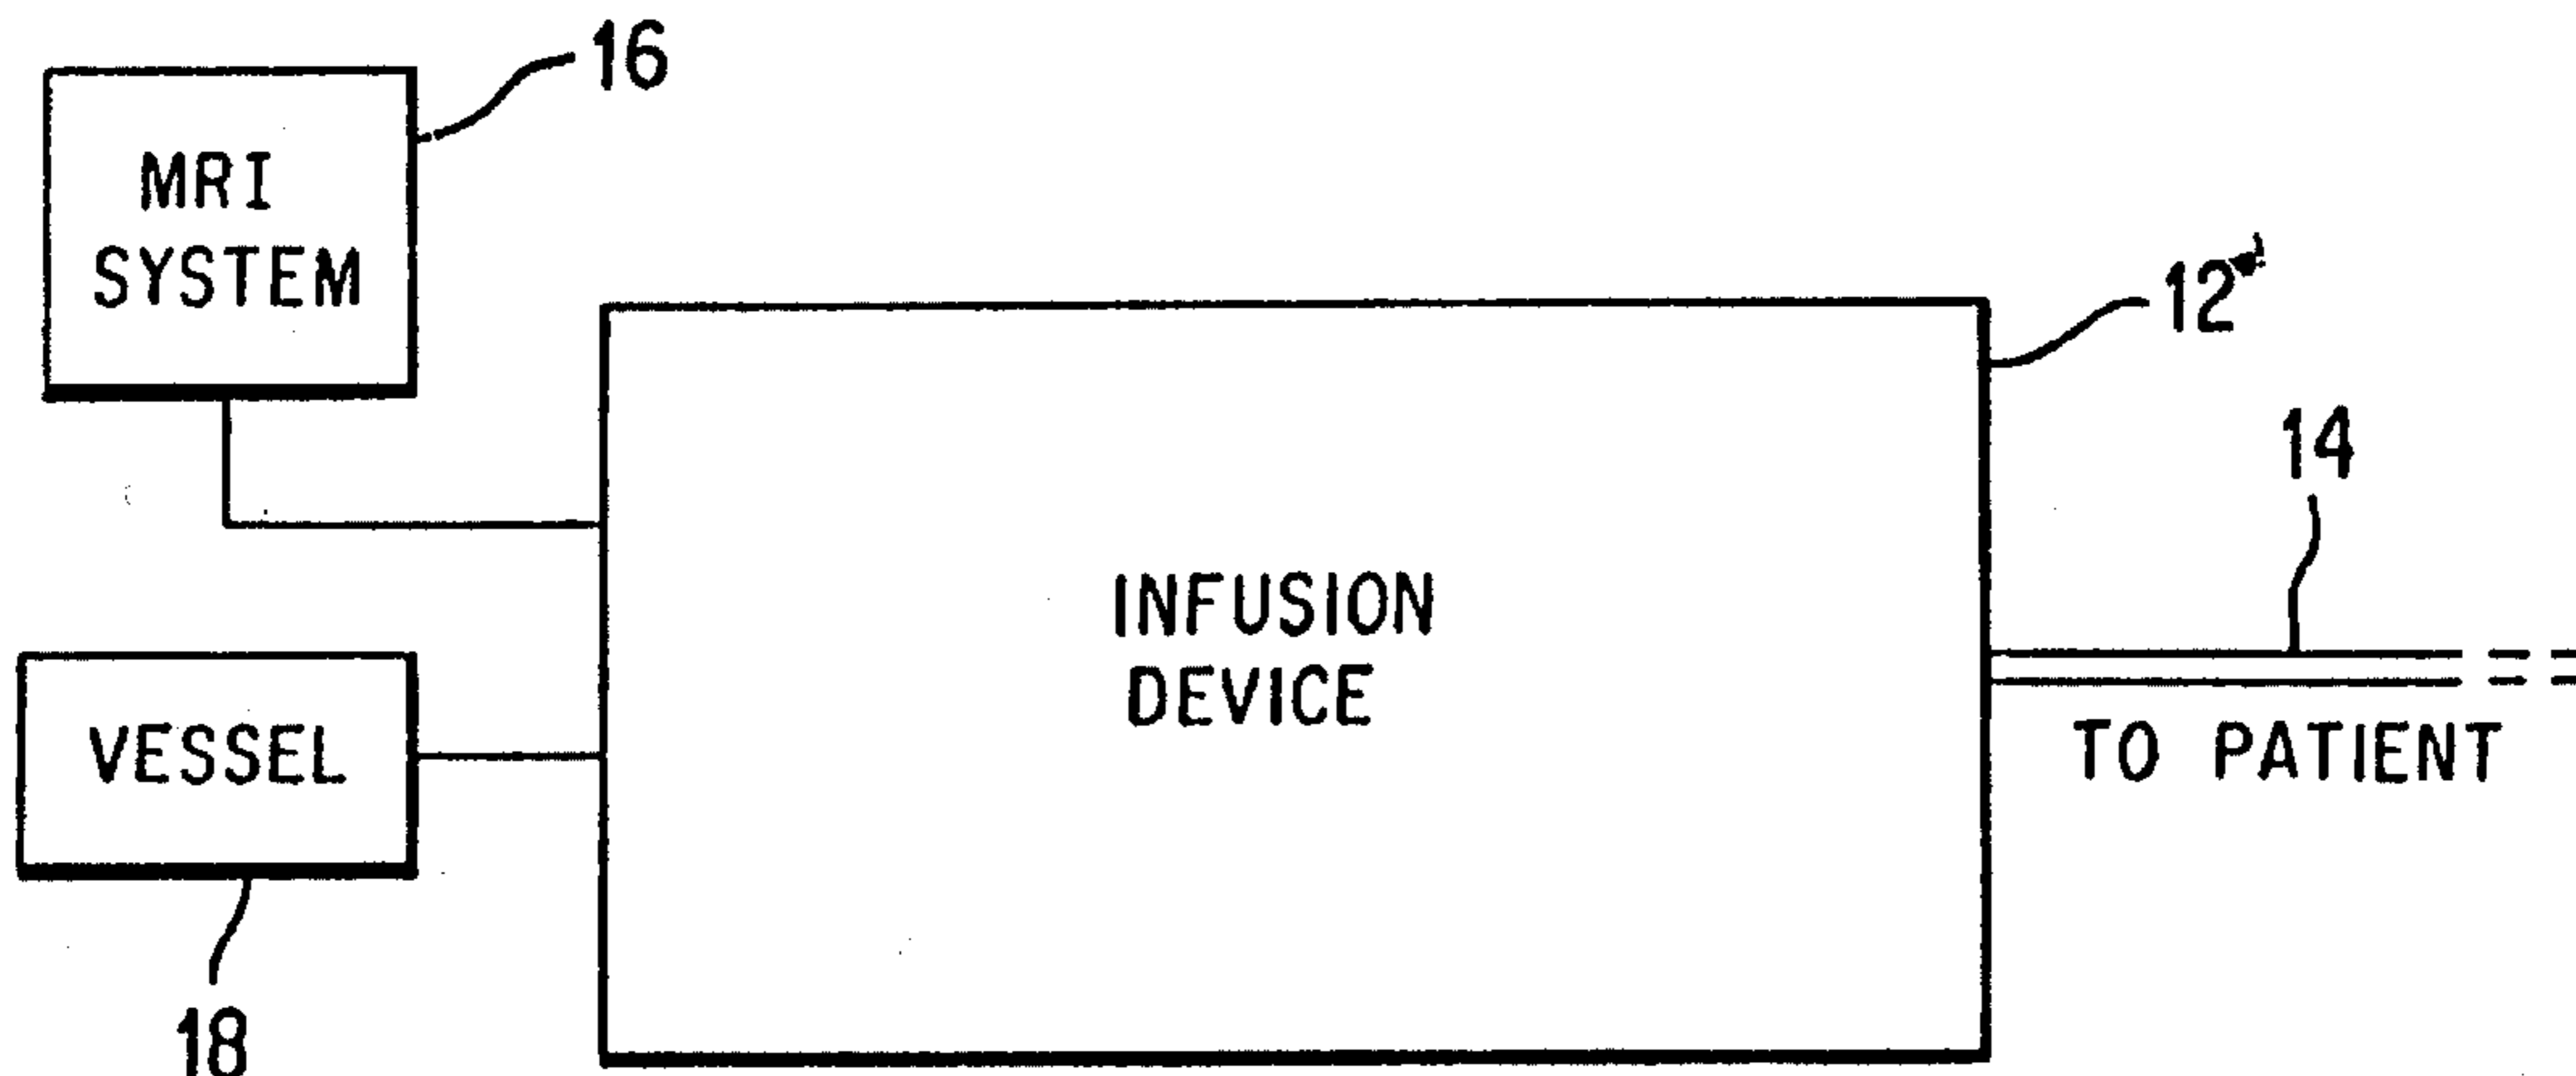 16
MRI
SYSTEM
12
14
INFUSION
DEVICE
VESSEL
TO PATIENT
18